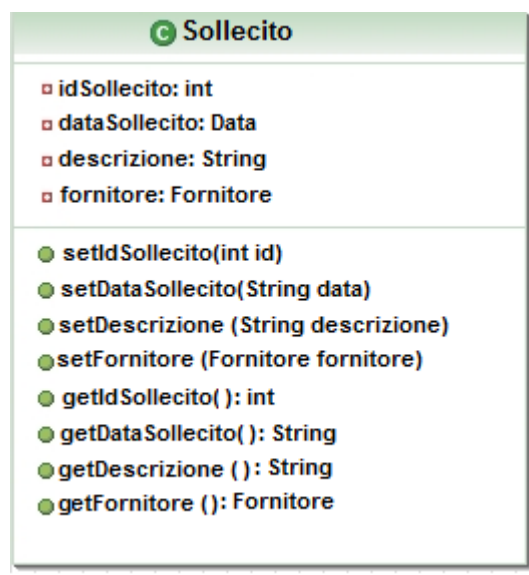 C Sollecito
idSollecito: int
dataSollecito: Data
descrizione: String
fornitore: Fornitore
setIdSollecito(int id)
setDataSollecito(String data)
setDescrizione (String descrizione)
setFornitore (Fornitore fornitore)
getIdSollecito( ): int
getDataSollecito( ): String
getDescrizione ( ): String
getFornitore (): Fornitore